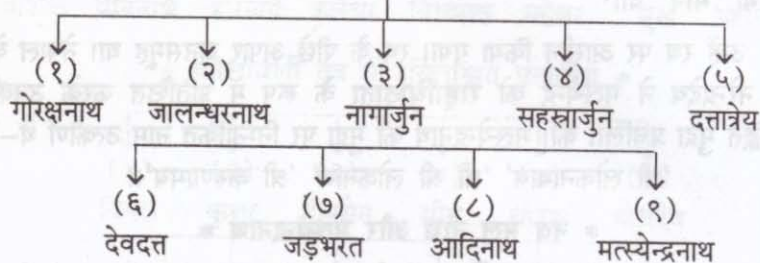 (१) (२) (३) (४) (५)
गोरक्षनाथ जालन्धरनाथ नागार्जुन सहस्त्रार्जुन दत्तात्रेय
(६) (७) (८) (९)
देवदत्त जड़भरत आदिनाथ मत्स्येन्द्रनाथ